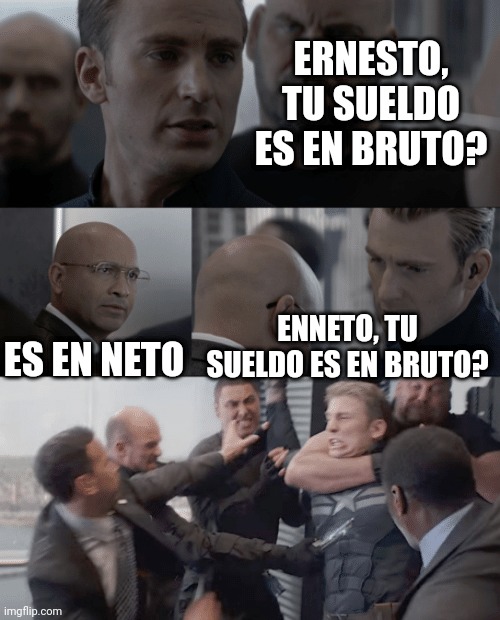 ERNESTO,
TU SUELDO
ES EN BRUTO?
ES EN NETO
ENNETO, TU
SUELDO ES EN BRUTO?
imgflip.com